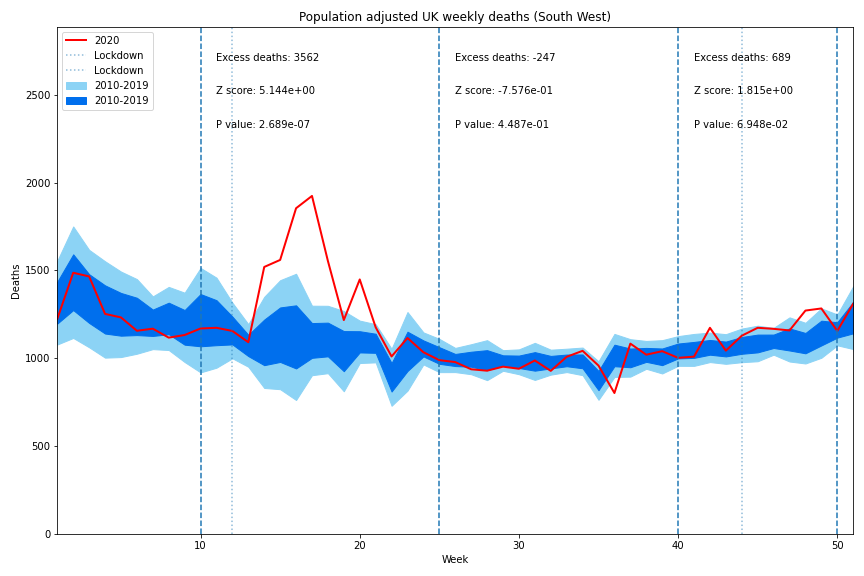 Population adjusted UK weekly deaths (South West)
2020
Lockdown
Lockdown
2010-2019
2010-2019
Excess deaths: 3562
Z score: 5.144e+00
P value: 2.689e-07
Excess deaths: -247
Z score: -7.576e-01
P value: 4.487e-01
Excess deaths: 689
Z score: 1.815e+00
P value: 6.948e-02
Deaths
2500
2000
1500
1000
500
0
10
20
30
40
50
Week